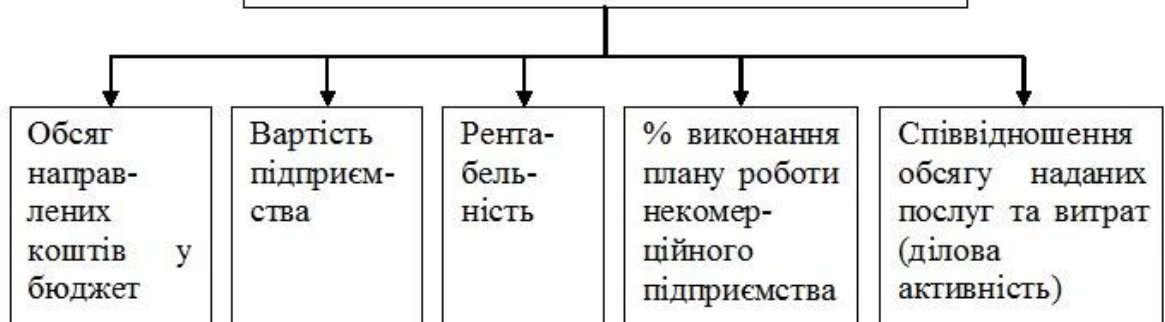 Обсяг
направ-
лених
коштів у
бюджет
Вартість
підприєм-
ства
Рента-
бель-
ність
% виконання
плану роботи
некомер-
ційного
підприємства
Співвідношення
обсягу наданих
послуг та витрат
(ділова
активність)